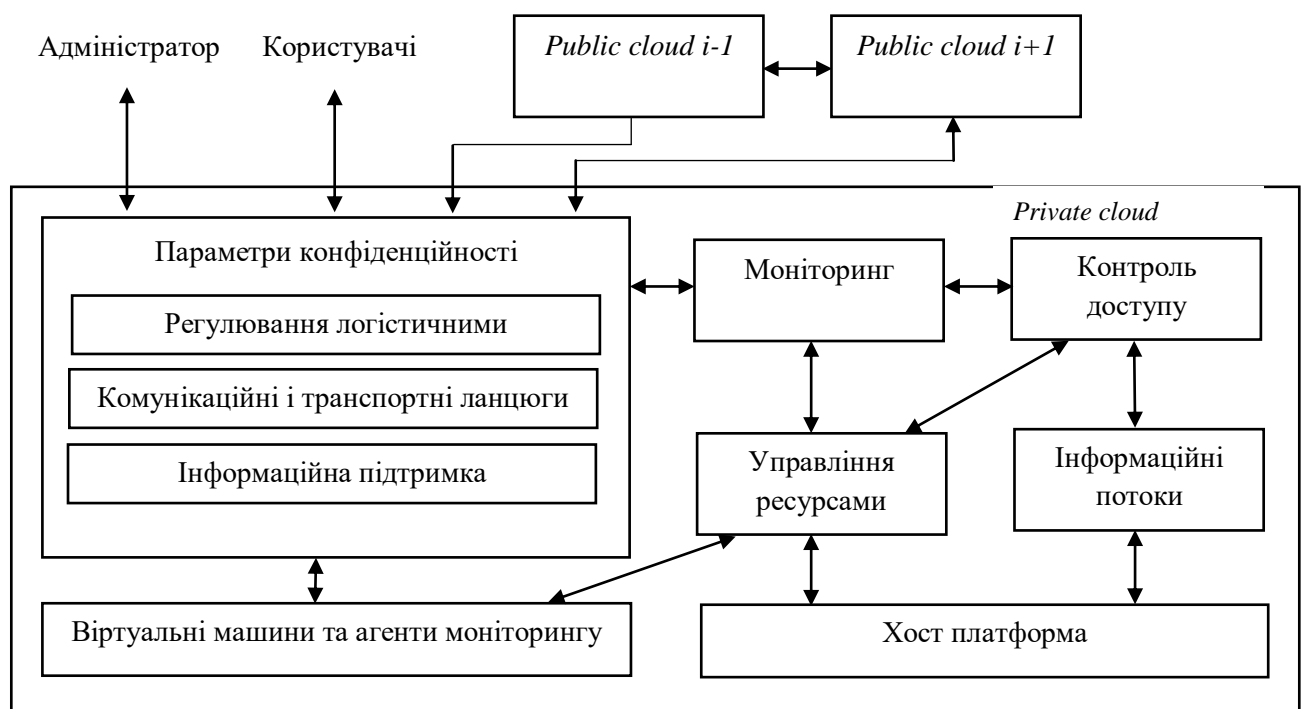 Адміністратор
Користувачі
Public cloud i-1
Public cloud i+1
Private cloud
Параметри конфіденційності
Регулювання логістичними
Комунікаційні і транспортні ланцюги
Інформаційна підтримка
Моніторинг
Контроль
доступу
Управління
ресурсами
Інформаційні
потоки
Віртуальні машини та агенти моніторингу
Хост платформа